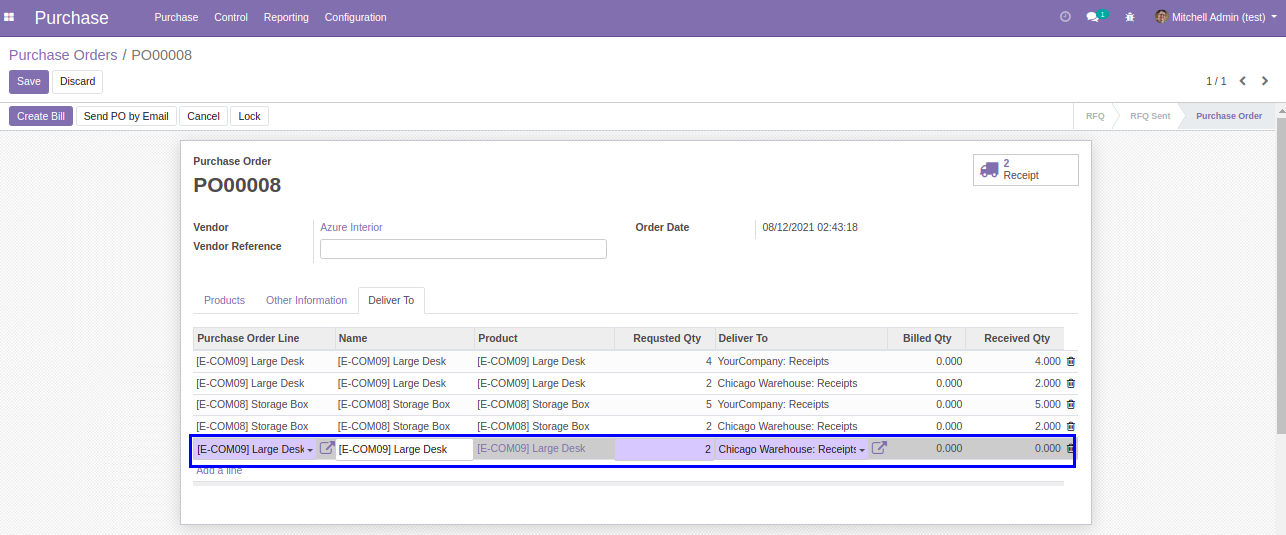 Purchase Purchase Control Reporting Configuration 1 Mitchell Admin (test)
Purchase Orders / PO00008
Save Discard 1 / 1
Create Bill Send PO by Email Cancel Lock RFQ RFQ Sent Purchase Order
Purchase Order
PO00008
2
Receipt
Vendor Azure Interior Order Date 08/12/2021 02:43:18
Vendor Reference
Products Other Information Deliver To
Purchase Order Line Name Product Requsted Qty Deliver To Billed Qty Received Qty
[E-COM09] Large Desk [E-COM09] Large Desk [E-COM09] Large Desk 4 YourCompany: Receipts 0.000 4.000
[E-COM09] Large Desk [E-COM09] Large Desk [E-COM09] Large Desk 2 Chicago Warehouse: Receipts 0.000 2.000
[E-COM08] Storage Box [E-COM08] Storage Box [E-COM08] Storage Box 5 YourCompany: Receipts 0.000 5.000
[E-COM08] Storage Box [E-COM08] Storage Box [E-COM08] Storage Box 2 Chicago Warehouse: Receipts 0.000 2.000
[E-COM09] Large Desk [E-COM09] Large Desk [E-COM09] Large Desk 2 Chicago Warehouse: Receipts 0.000 0.000
Add a line